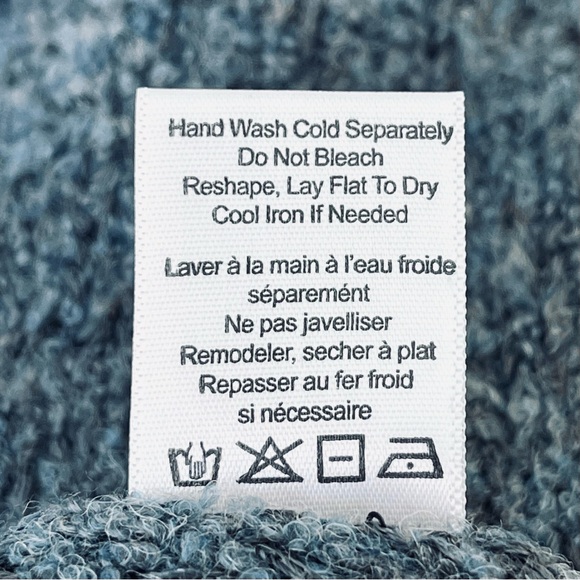 Hand Wash Cold Separately
Do Not Bleach
Reshape, Lay Flat To Dry
Cool Iron If Needed
Laver à la main à l'eau froide
séparemént
Ne pas javelliser
Remodeler, secher à plat
Repasser au fer froid
si nécessaire